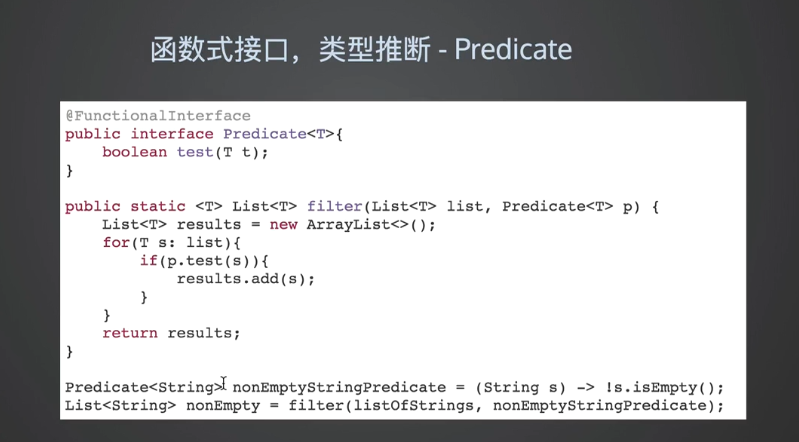 函数式接口，类型推断 - Predicate
@FunctionalInterface
public interface Predicate<T>{
    boolean test(T t);
}
public static <T> List<T> filter(List<T> list, Predicate<T> p) {
    List<T> results = new ArrayList<>();
    for(T s: list){
        if(p.test(s)){
            results.add(s);
        }
    }
    return results;
}
Predicate<String> nonEmptyStringPredicate = (String s) -> !s.isEmpty();
List<String> nonEmpty = filter(listOfStrings, nonEmptyStringPredicate);